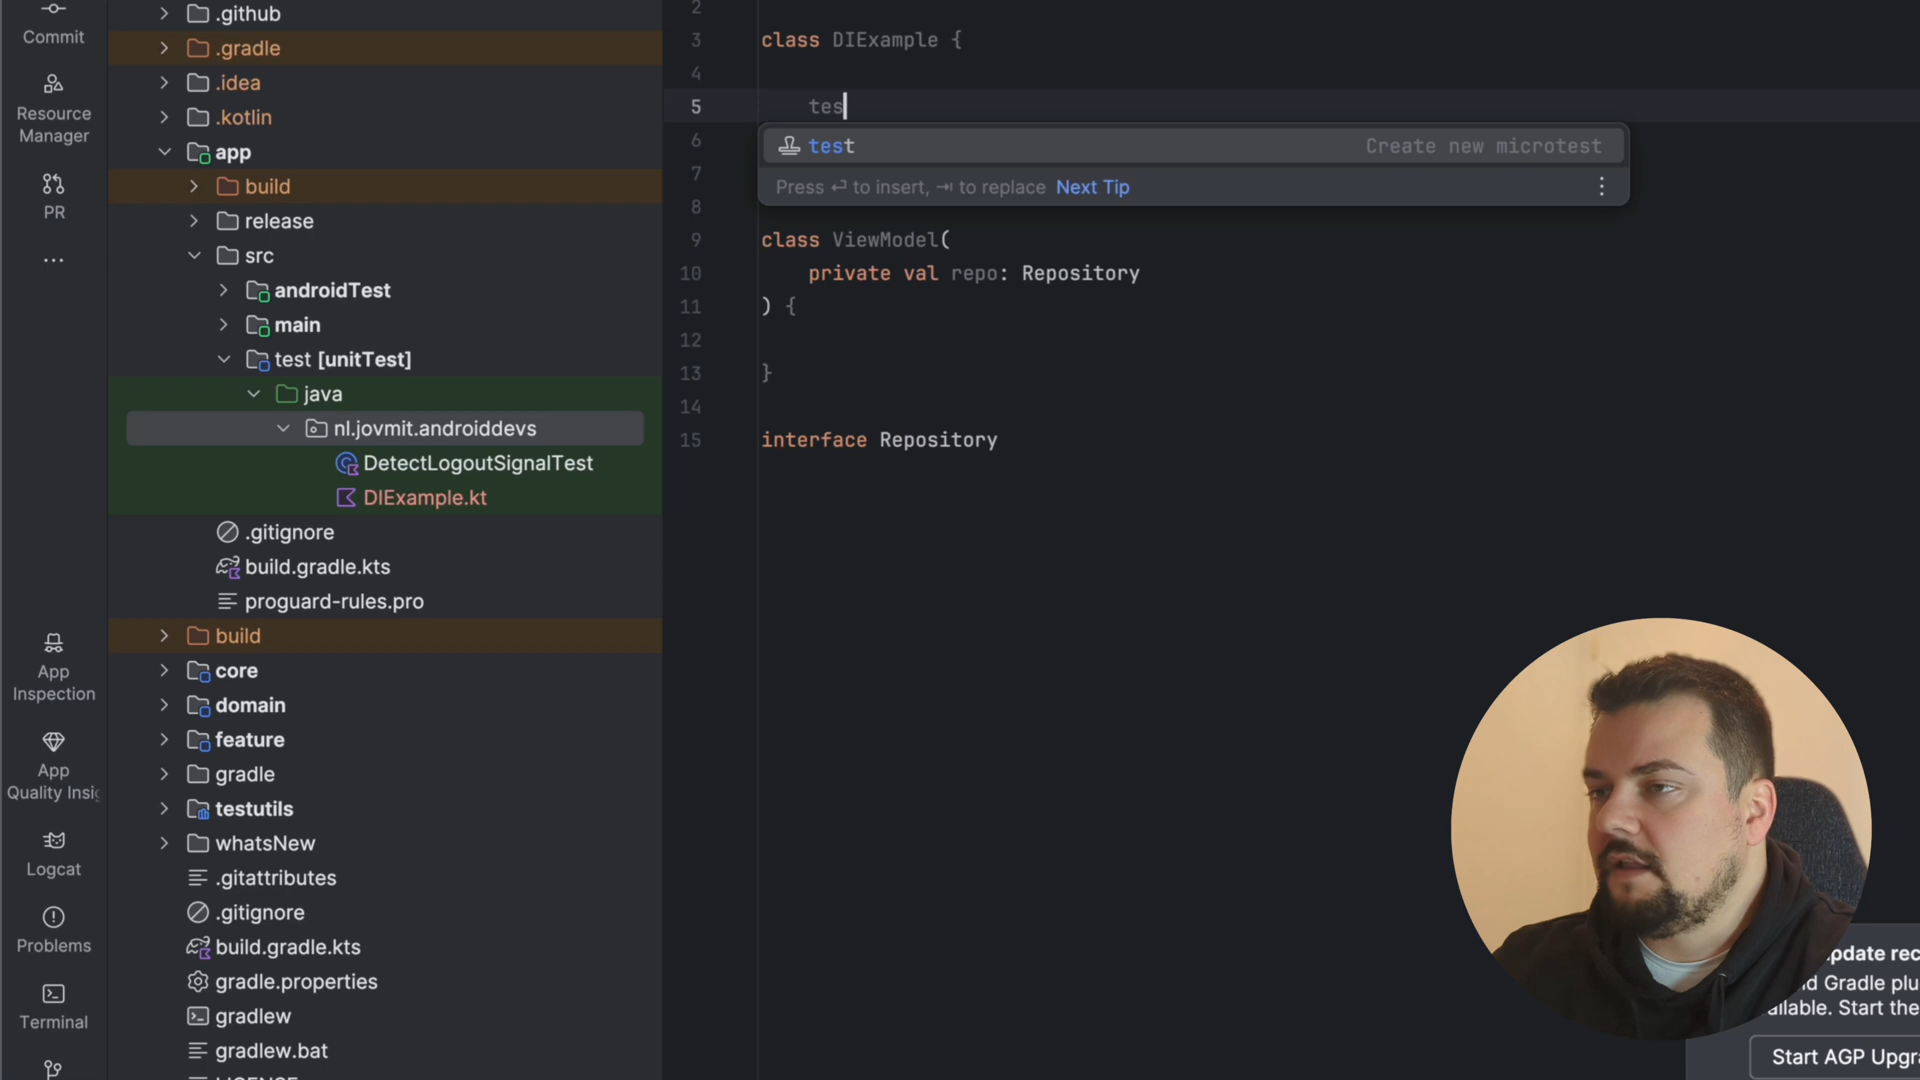 Commit
Resource
Manager
PR
App
Inspection
App
Quality Insig
Logcat
Problems
Terminal
.github
.gradle
.idea
.kotlin
app
build
release
src
androidTest
main
test [unitTest]
java
nl.jovmit.androiddevs
DetectLogoutSignalTest
DIExample.kt
.gitignore
build.gradle.kts
proguard-rules.pro
build
core
domain
feature
gradle
testutils
whatsNew
.gitattributes
.gitignore
build.gradle.kts
gradle.properties
gradlew
gradlew.bat
LICENSE
2
3 class DIExample {
4
5 tes
6
7
8
test Create new microtest
Press ⏎ to insert, ⇥ to replace Next Tip
9 class ViewModel(
10 private val repo: Repository
11 ) {
12
13 }
14
15 interface Repository
pdate rec
d Gradle plu
ailable. Start the
Start AGP Upgr